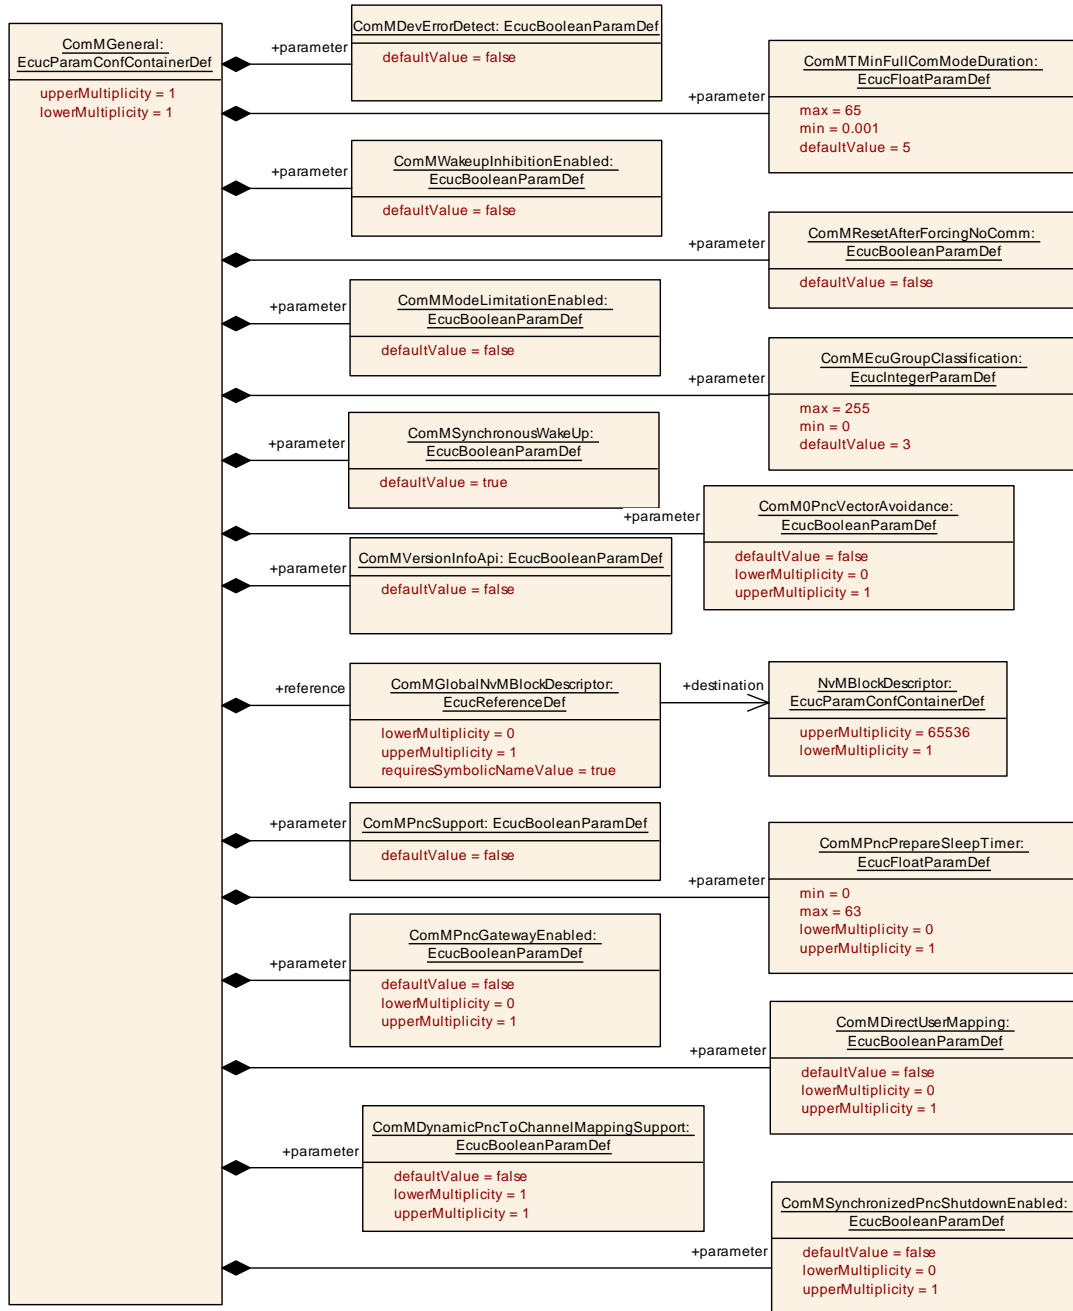 ComMGeneral:
EcucParamConfContainerDef
upperMultiplicity = 1
lowerMultiplicity = 1
+parameter
ComMDevErrorDetect: EcucBooleanParamDef
defaultValue = false
+parameter
ComMTMinFullComModeDuration:
EcucFloatParamDef
max = 65
min = 0.001
defaultValue = 5
+parameter
ComMWakeupInhibitionEnabled:
EcucBooleanParamDef
defaultValue = false
+parameter
ComMResetAfterForcingNoComm:
EcucBooleanParamDef
defaultValue = false
+parameter
ComMModeLimitationEnabled:
EcucBooleanParamDef
defaultValue = false
+parameter
ComMEcuGroupClassification:
EcucIntegerParamDef
max = 255
min = 0
defaultValue = 3
+parameter
ComMSynchronousWakeUp:
EcucBooleanParamDef
defaultValue = true
+parameter
ComM0PncVectorAvoidance:
EcucBooleanParamDef
defaultValue = false
lowerMultiplicity = 0
upperMultiplicity = 1
+parameter
ComMVersionInfoApi: EcucBooleanParamDef
defaultValue = false
+reference
ComMGlobalNvMBlockDescriptor:
EcucReferenceDef
lowerMultiplicity = 0
upperMultiplicity = 1
requiresSymbolicNameValue = true
+destination
NvMBlockDescriptor:
EcucParamConfContainerDef
upperMultiplicity = 65536
lowerMultiplicity = 1
+parameter
ComMPncSupport: EcucBooleanParamDef
defaultValue = false
+parameter
ComMPncPrepareSleepTimer:
EcucFloatParamDef
min = 0
max = 63
lowerMultiplicity = 0
upperMultiplicity = 1
+parameter
ComMPncGatewayEnabled:
EcucBooleanParamDef
defaultValue = false
lowerMultiplicity = 0
upperMultiplicity = 1
+parameter
ComMDirectUserMapping:
EcucBooleanParamDef
defaultValue = false
lowerMultiplicity = 0
upperMultiplicity = 1
+parameter
ComMDynamicPncToChannelMappingSupport:
EcucBooleanParamDef
defaultValue = false
lowerMultiplicity = 1
upperMultiplicity = 1
+parameter
ComMSynchronizedPncShutdownEnabled:
EcucBooleanParamDef
defaultValue = false
lowerMultiplicity = 0
upperMultiplicity = 1